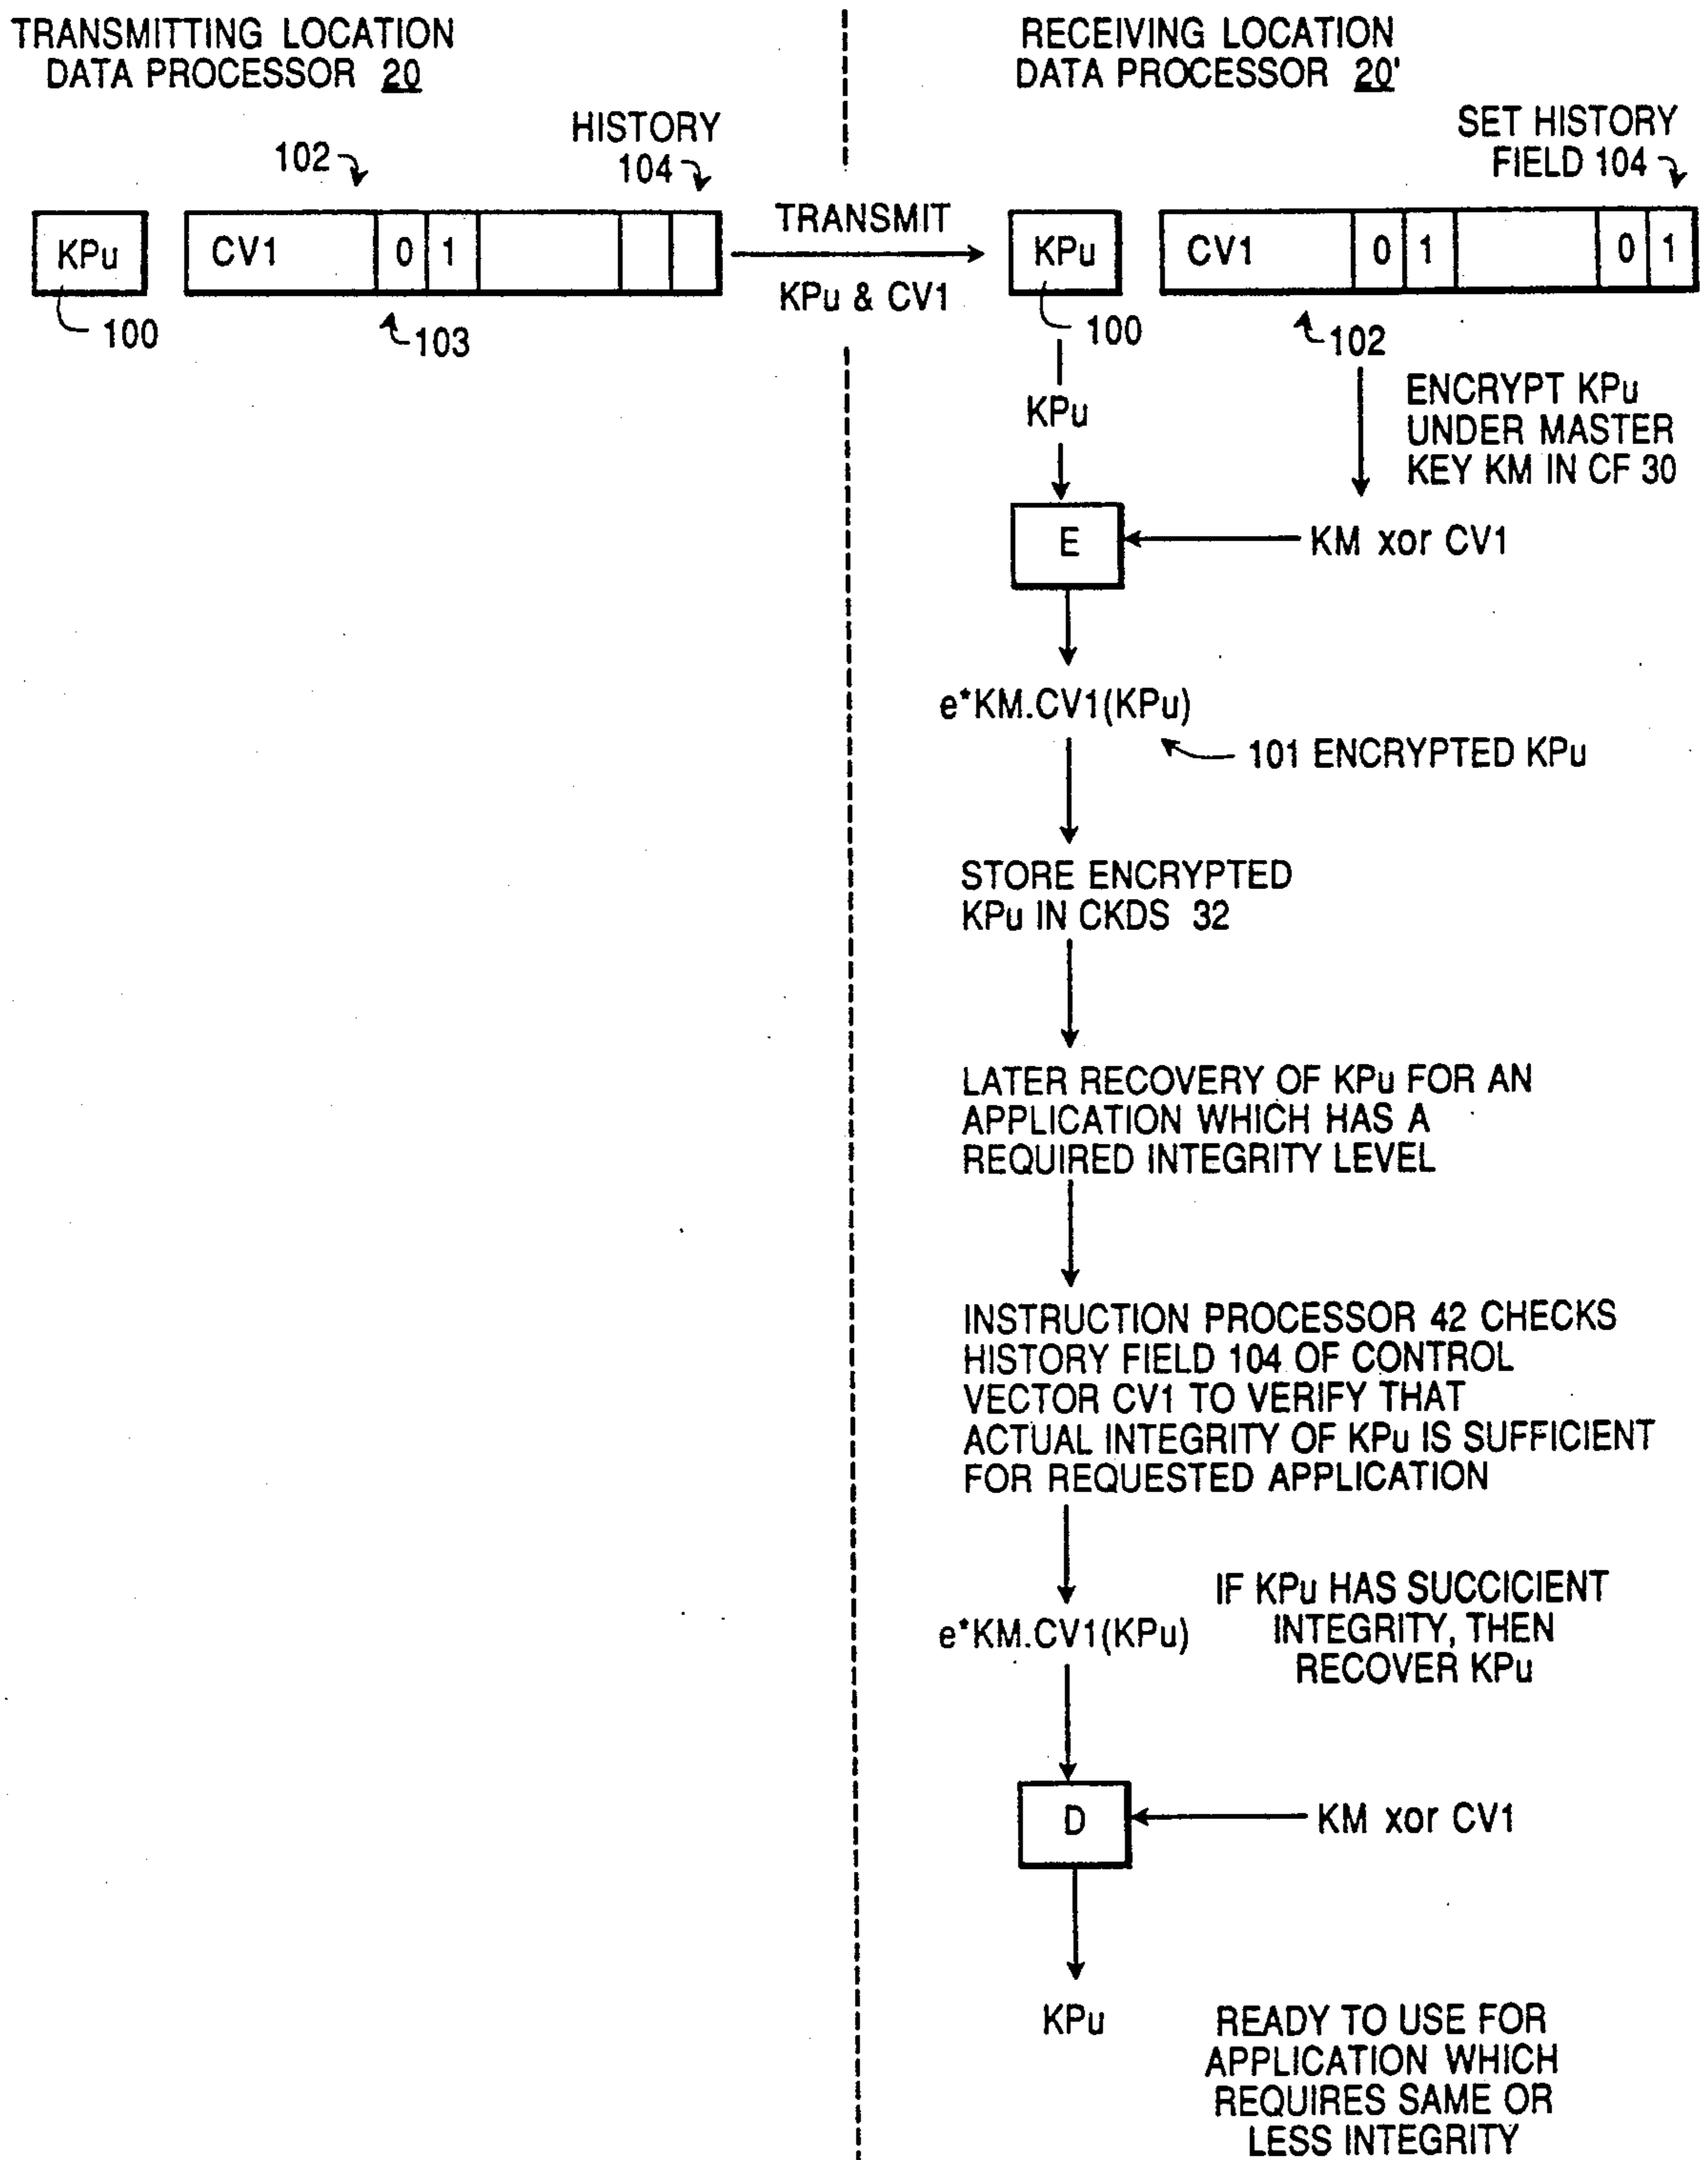 TRANSMITTING LOCATION
DATA PROCESSOR 20
HISTORY
104
102
KPu
CV1
0
1
100
103
TRANSMIT
KPu & CV1
RECEIVING LOCATION
DATA PROCESSOR 20'
SET HISTORY
FIELD 104
KPu
CV1
0
1
0
1
100
102
KPu
ENCRYPT KPu
UNDER MASTER
KEY KM IN CF 30
E
KM xor CV1
e*KM.CV1(KPu)
101 ENCRYPTED KPu
STORE ENCRYPTED
KPu IN CKDS 32
LATER RECOVERY OF KPu FOR AN
APPLICATION WHICH HAS A
REQUIRED INTEGRITY LEVEL
INSTRUCTION PROCESSOR 42 CHECKS
HISTORY FIELD 104 OF CONTROL
VECTOR CV1 TO VERIFY THAT
ACTUAL INTEGRITY OF KPu IS SUFFICIENT
FOR REQUESTED APPLICATION
e*KM.CV1(KPu)
IF KPu HAS SUCCICIENT
INTEGRITY, THEN
RECOVER KPu
D
KM xor CV1
KPu
READY TO USE FOR
APPLICATION WHICH
REQUIRES SAME OR
LESS INTEGRITY